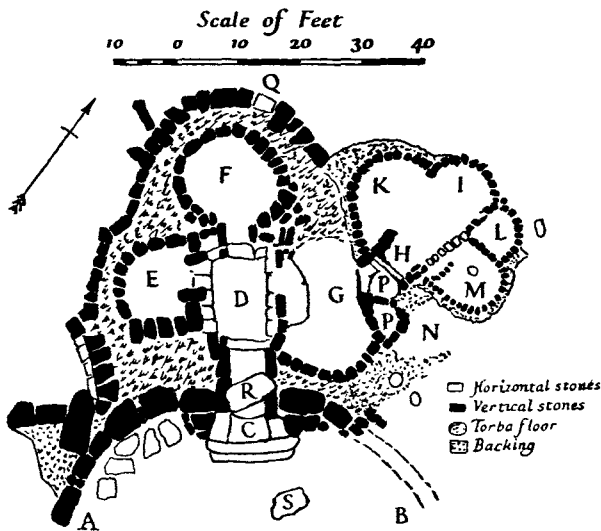 Scale of Feet
10 0 10 20 30 40
Q
F
K I
L
H
E
P
D
G
M
P
N
R
C
S
A
B
Horizontal stones
Vertical stones
Torba floor
Backing